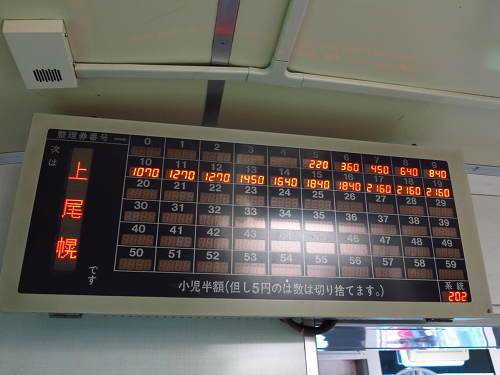 整理券番号
0 1 2 3 4 5 6 7 8 9
220 360 450 640 840
10 11 12 13 14 15 16 17 18 19
1070 1270 1270 1450 1640 1840 1840 2160 2160 2160
20 21 22 23 24 25 26 27 28 29
30 31 32 33 34 35 36 37 38 39
40 41 42 43 44 45 46 47 48 49
50 51 52 53 54 55 56 57 58 59
次は
上尾幌
です
小児半額(但し5円のは数は切り捨てます。)
系統
202